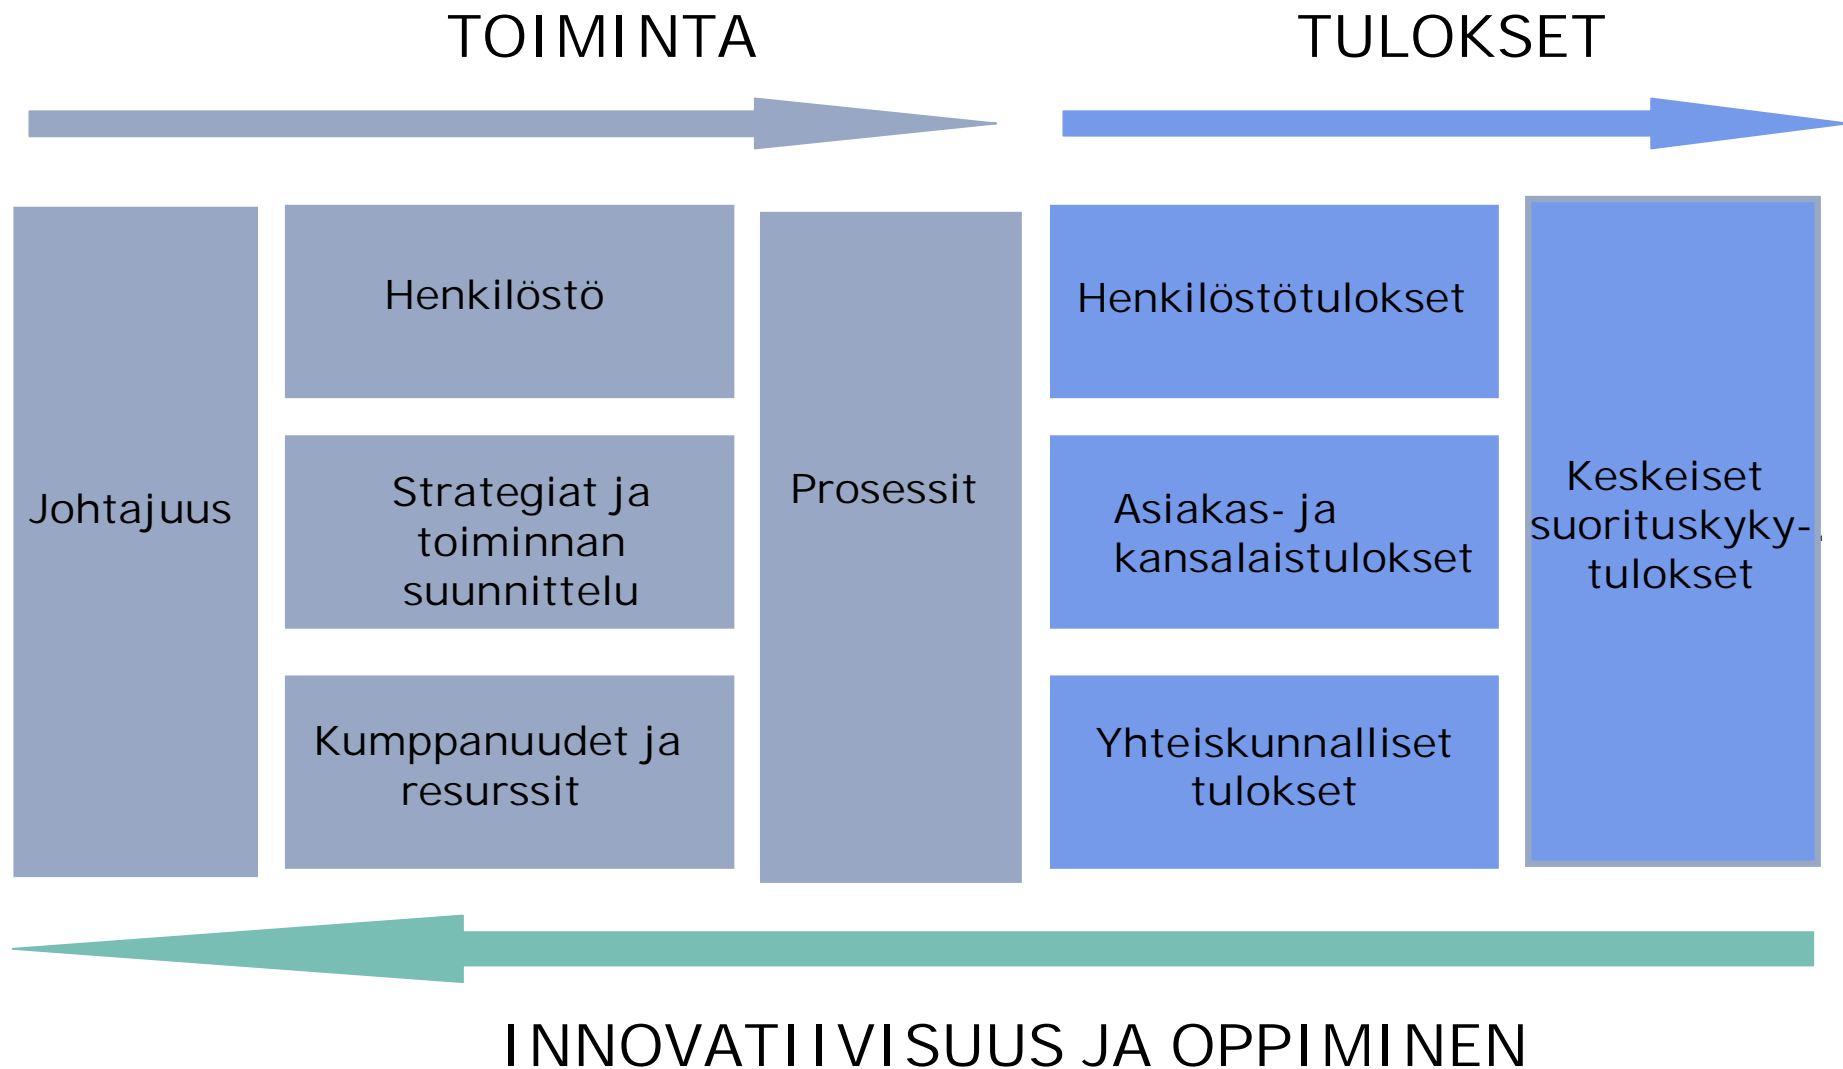 TOIMINTA
TULOKSET
Johtajuus
Henkilöstö
Strategiat ja
toiminnan
suunnittelu
Kumppanuudet ja
resurssit
Prosessit
Henkilöstötulokset
Asiakas- ja
kansalaistulokset
Yhteiskunnalliset
tulokset
Keskeiset
suorituskyky-
tulokset
INNOVATIIVISUUS JA OPPIMINEN